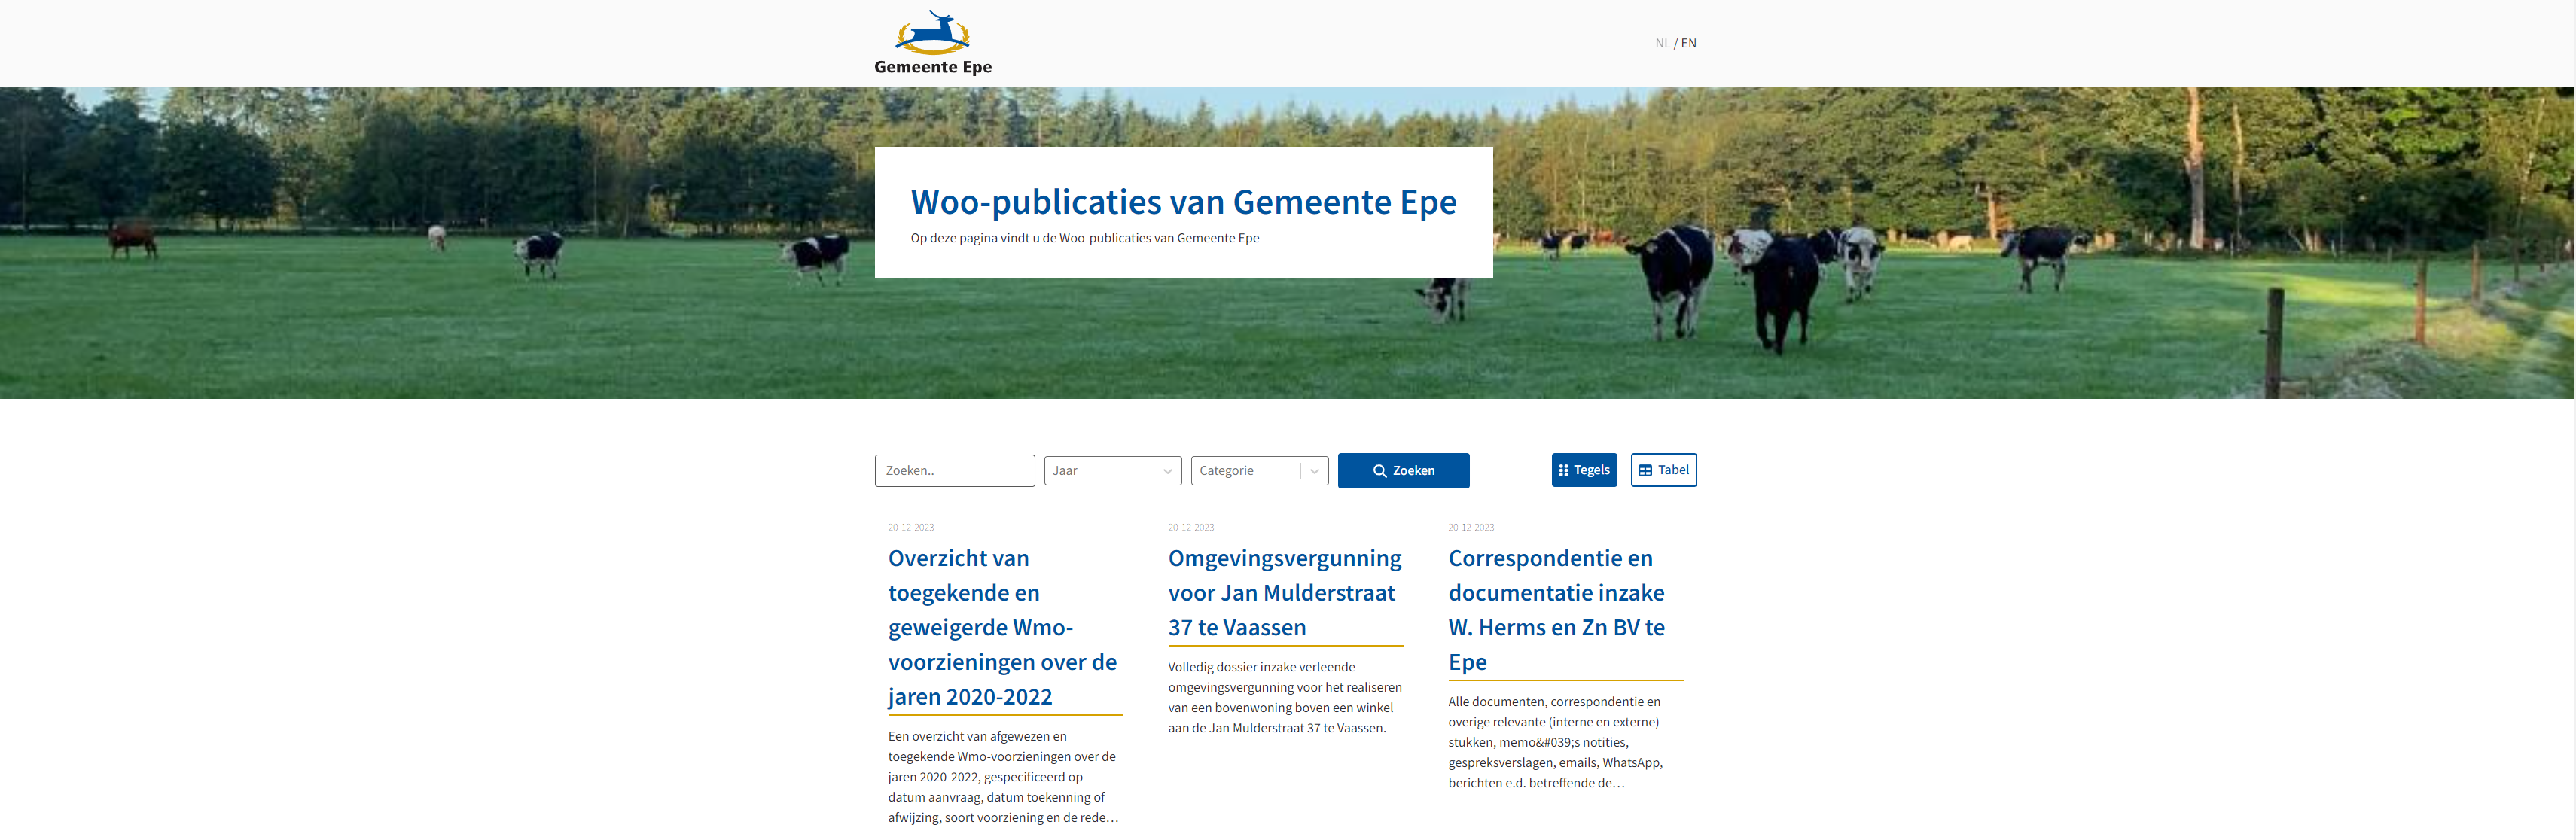 Gemeente Epe
NL / EN
Woo-publicaties van Gemeente Epe
Op deze pagina vindt u de Woo-publicaties van Gemeente Epe
Zoeken..
Jaar
Categorie
Zoeken
Tegels
Tabel
20-12-2023
Overzicht van
toegekende en
geweigerde Wmo-
voorzieningen over de
jaren 2020-2022
Een overzicht van afgewezen en
toegekende Wmo-voorzieningen over de
jaren 2020-2022, gespecificeerd op
datum aanvraag, datum toekenning of
afwijzing, soort voorziening en de rede…
20-12-2023
Omgevingsvergunning
voor Jan Mulderstraat
37 te Vaassen
Volledig dossier inzake verleende
omgevingsvergunning voor het realiseren
van een bovenwoning boven een winkel
aan de Jan Mulderstraat 37 te Vaassen.
20-12-2023
Correspondentie en
documentatie inzake
W. Herms en Zn BV te
Epe
Alle documenten, correspondentie en
overige relevante (interne en externe)
stukken, memo&#039;s notities,
gespreksverslagen, emails, WhatsApp,
berichten e.d. betreffende de…